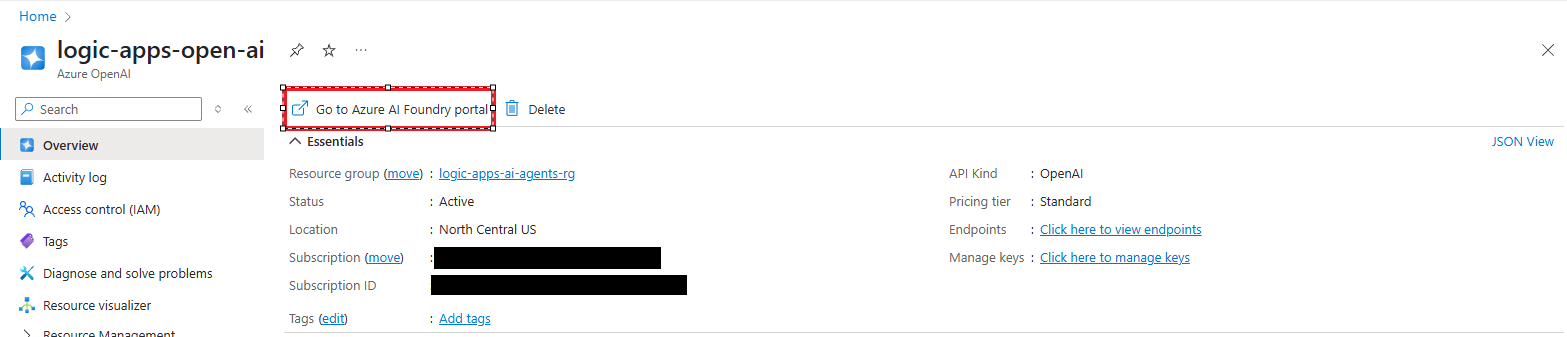 Home
logic-apps-open-ai
Azure OpenAI
Search
Go to Azure AI Foundry portal Delete
Overview
Activity log
Access control (IAM)
Tags
Diagnose and solve problems
Resource visualizer
Resource Management
Essentials
JSON View
Resource group (move) : logic-apps-ai-agents-rg
Status : Active
Location : North Central US
Subscription (move) :
Subscription ID
Tags (edit) : Add tags
API Kind : OpenAI
Pricing tier : Standard
Endpoints : Click here to view endpoints
Manage keys : Click here to manage keys